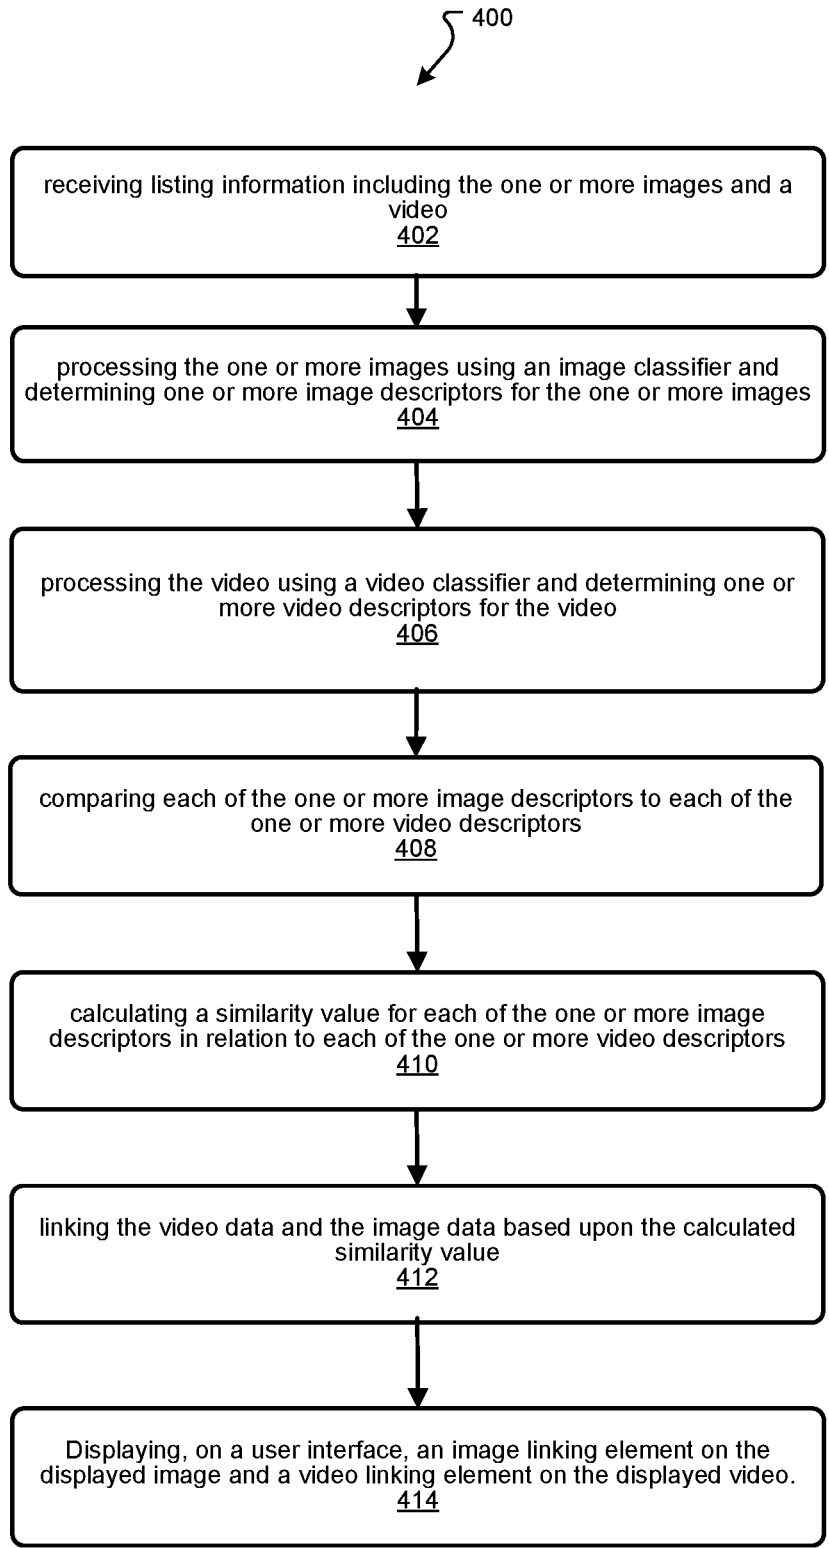 400
receiving listing information including the one or more images and a
video
402
processing the one or more images using an image classifier and
determining one or more image descriptors for the one or more images
404
processing the video using a video classifier and determining one or
more video descriptors for the video
406
comparing each of the one or more image descriptors to each of the
one or more video descriptors
408
calculating a similarity value for each of the one or more image
descriptors in relation to each of the one or more video descriptors
410
linking the video data and the image data based upon the calculated
similarity value
412
Displaying, on a user interface, an image linking element on the
displayed image and a video linking element on the displayed video.
414